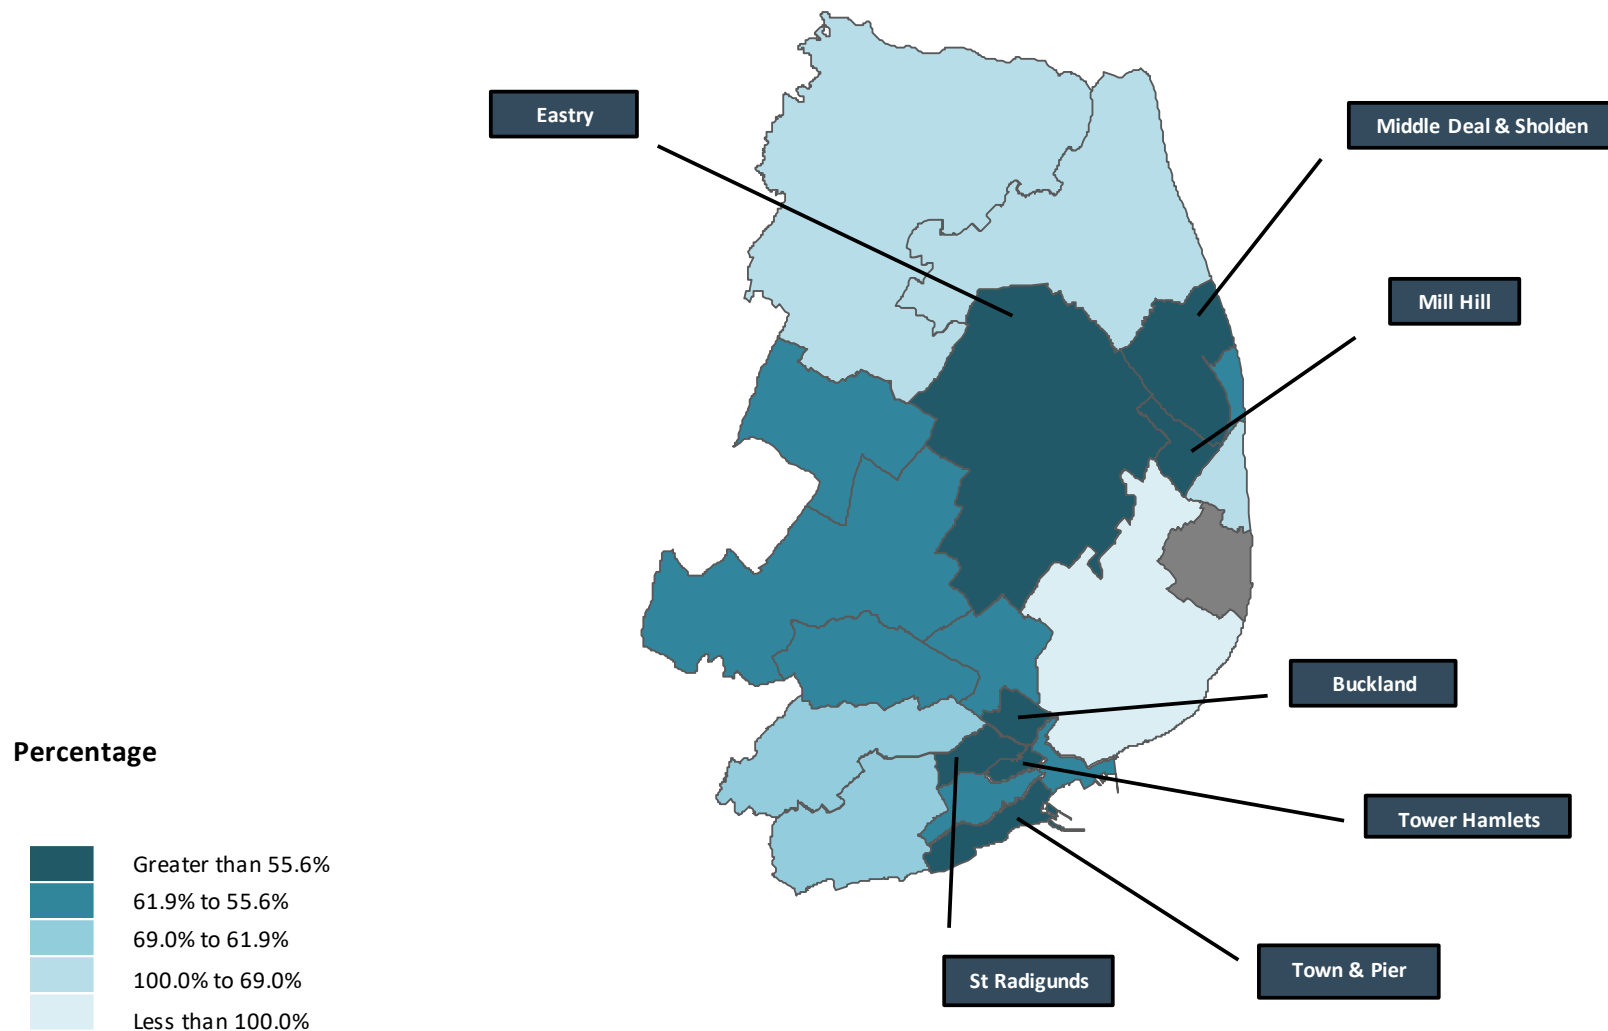 Eastry
Middle Deal & Sholden
Mill Hill
Buckland
Percentage
Tower Hamlets
Greater than 55.6%
61.9% to 55.6%
69.0% to 61.9%
100.0% to 69.0%
Less than 100.0%
St Radigunds
Town & Pier